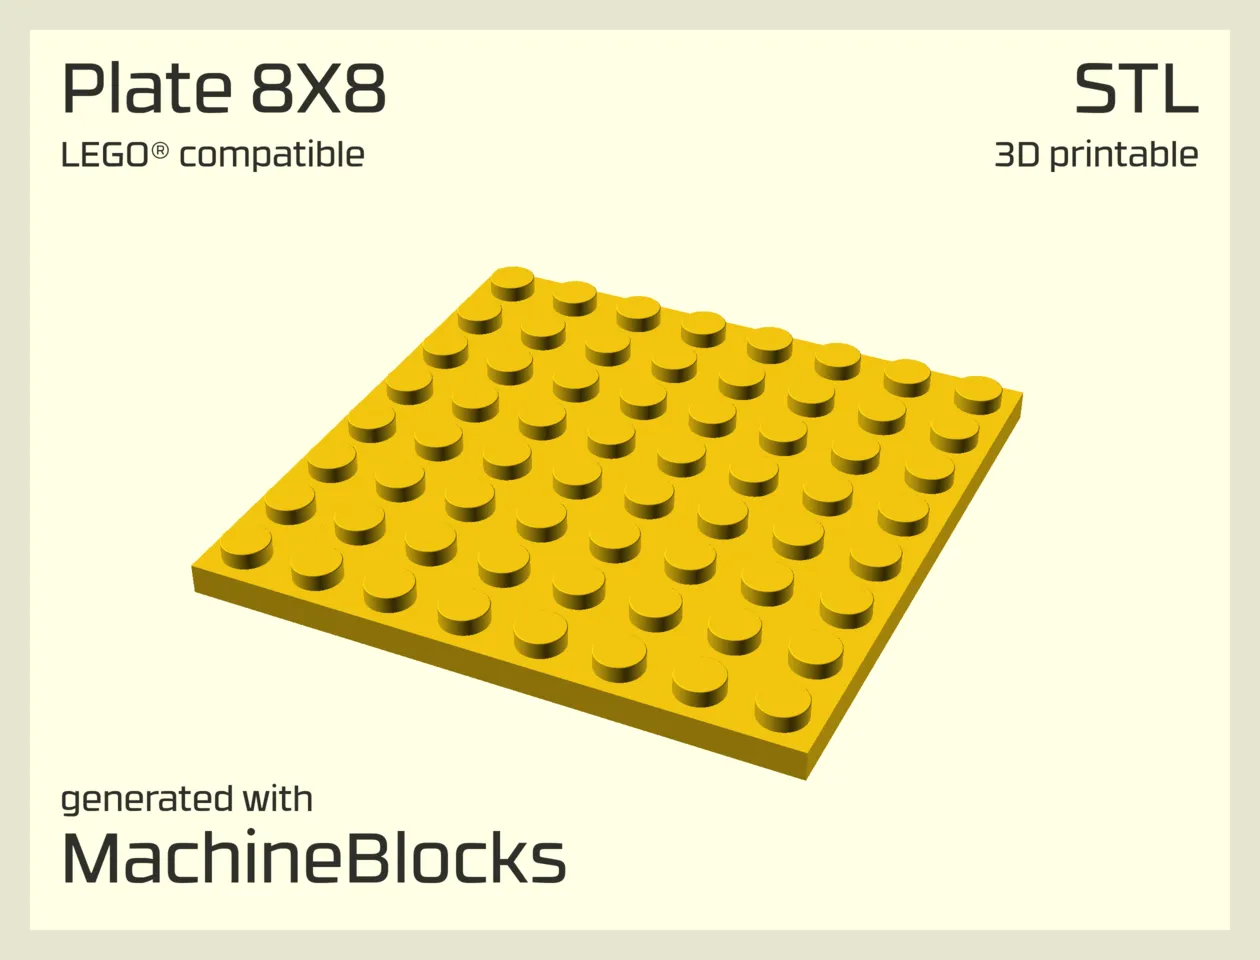 Plate 8X8
LEGO® compatible
STL
3D printable
generated with
MachineBlocks